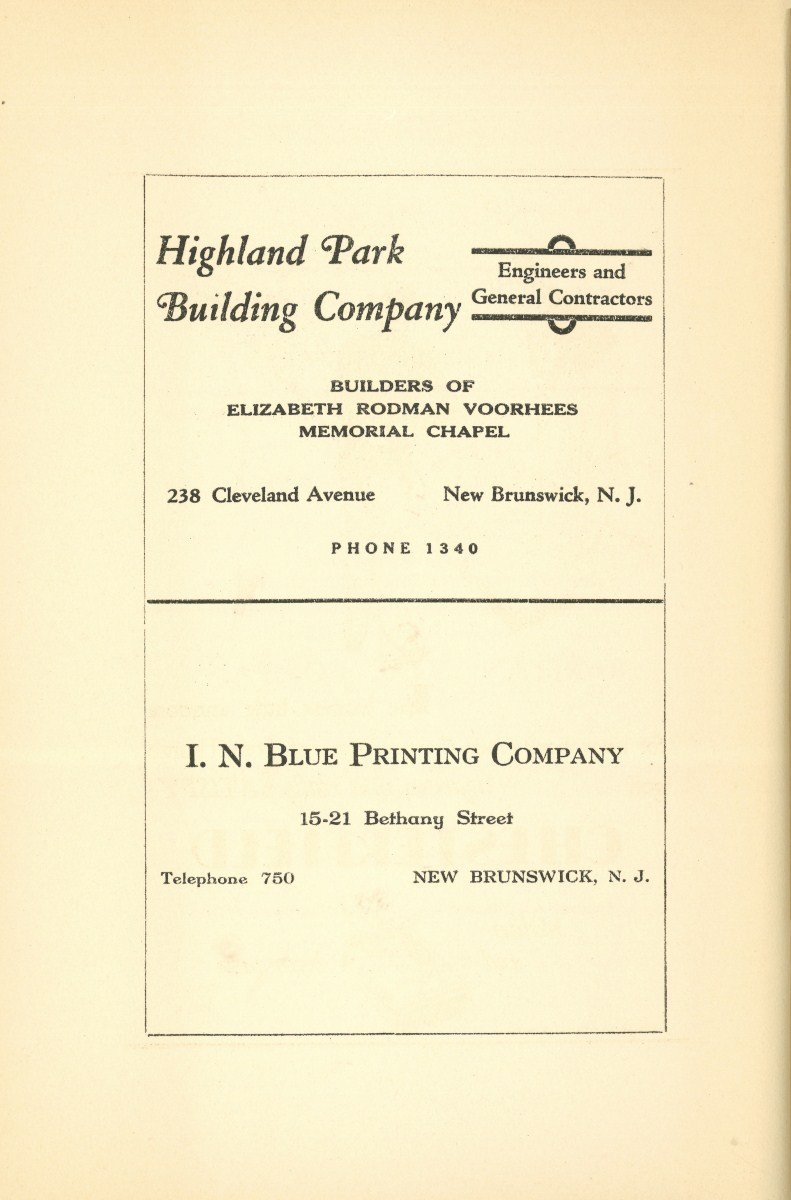 Highland Park
Building Company
Engineers and
General Contractors
BUILDERS OF
ELIZABETH RODMAN VOORHEES
MEMORIAL CHAPEL
238 Cleveland Avenue New Brunswick, N. J.
PHONE 1340
I. N. BLUE PRINTING COMPANY
15-21 Bethany Street
Telephone 750 NEW BRUNSWICK, N. J.